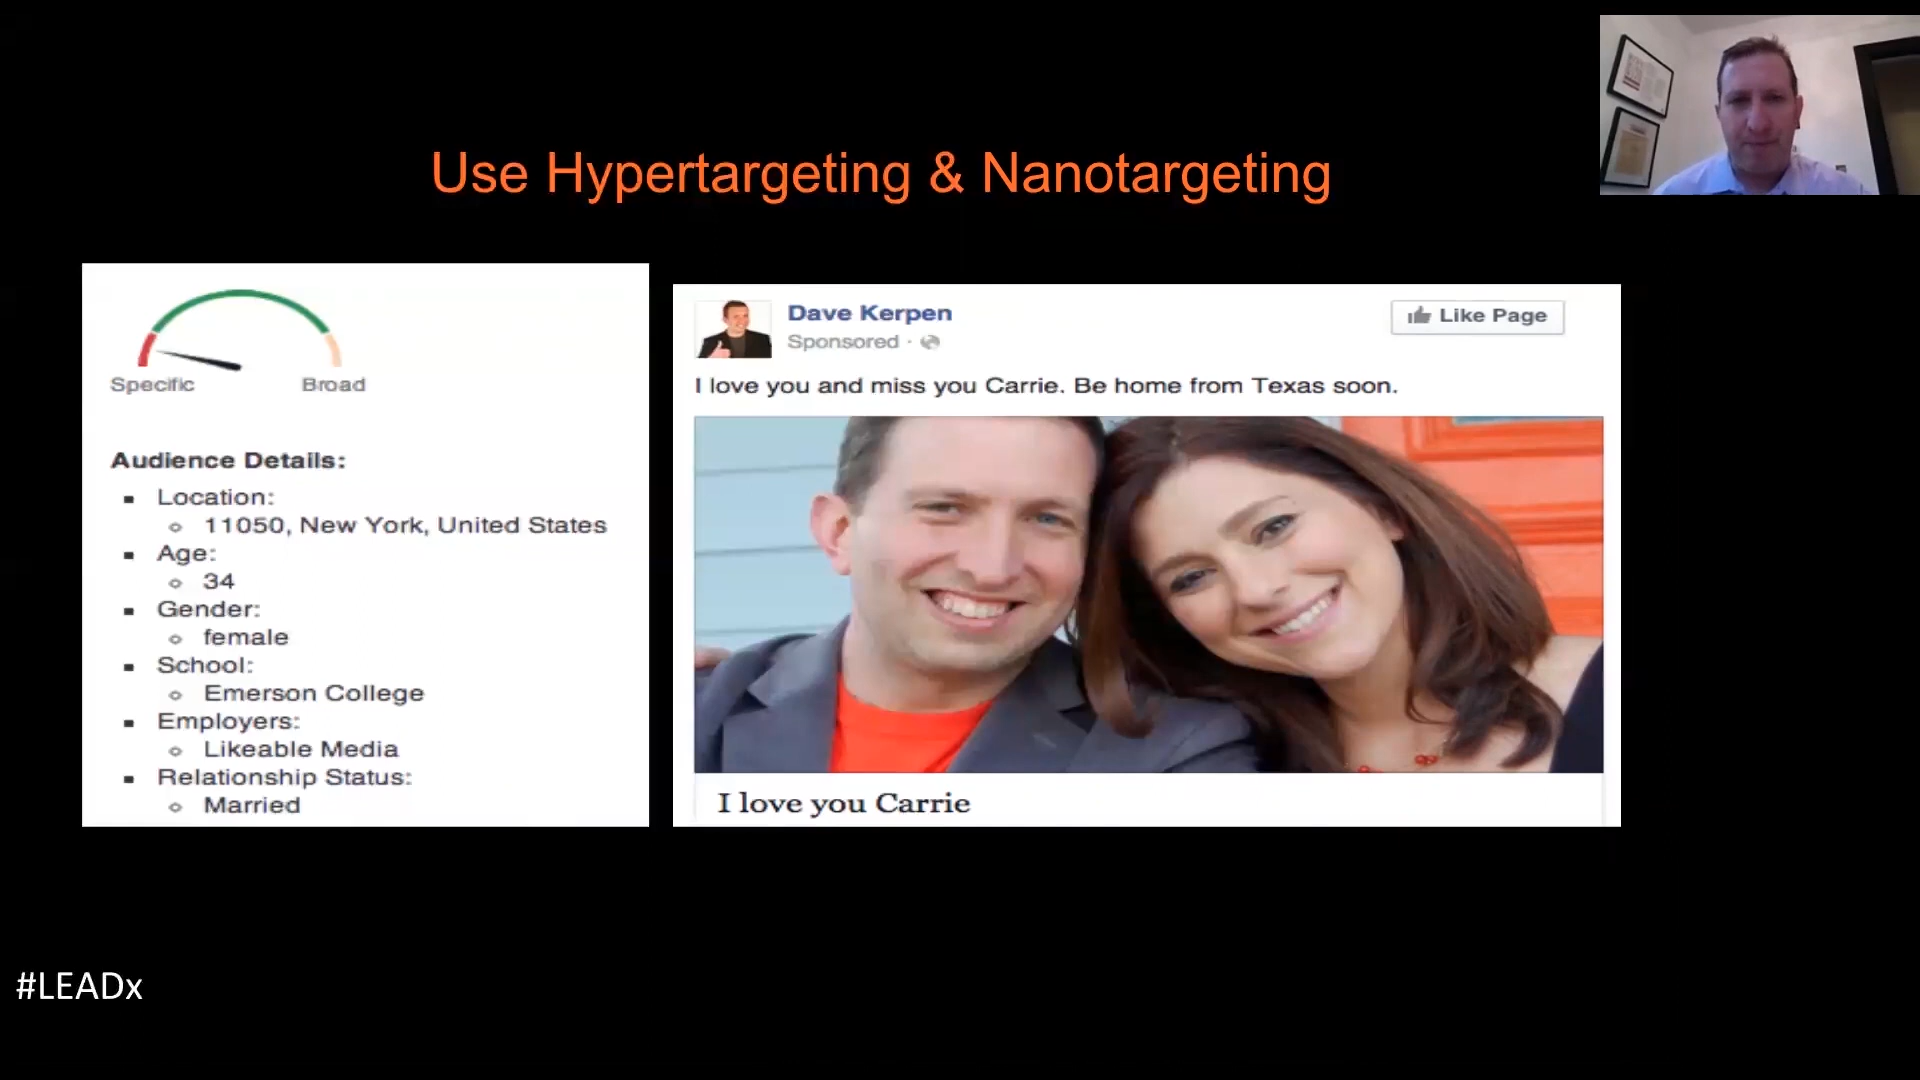 Use Hypertargeting & Nanotargeting
Specific Broad
Audience Details:
Location:
11050, New York, United States
Age:
34
Gender:
female
School:
Emerson College
Employers:
Likeable Media
Relationship Status:
Married
Dave Kerpen
Sponsored ·
Like Page
I love you and miss you Carrie. Be home from Texas soon.
I love you Carrie
#LEADx